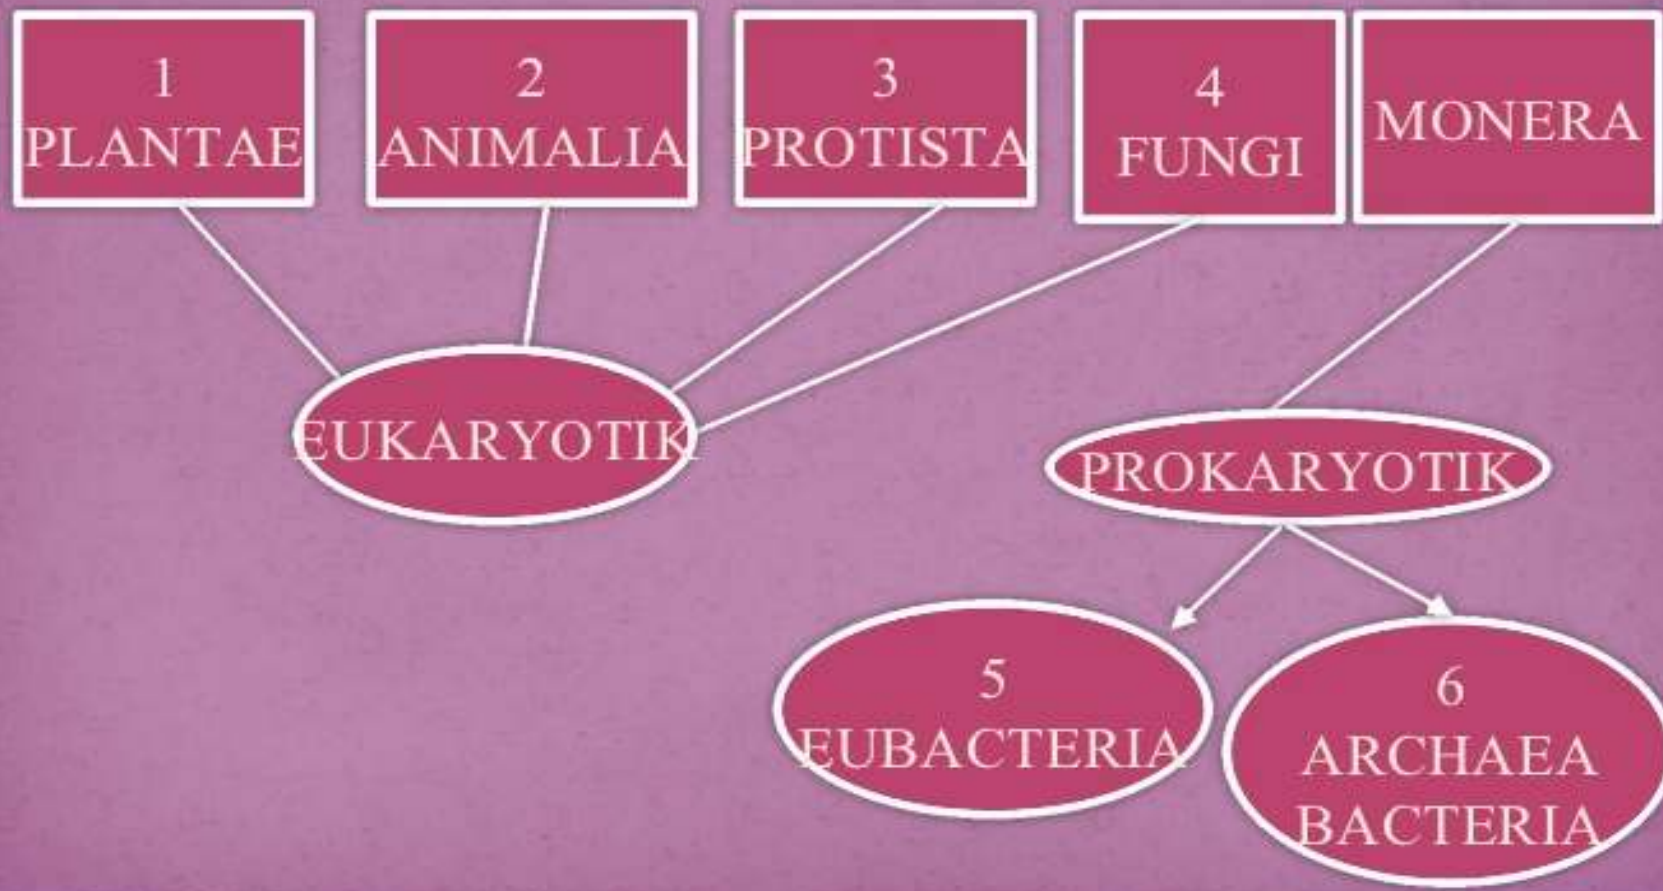 1
PLANTAE
2
ANIMALIA
3
PROTISTA
4
FUNGI
MONERA
EUKARYOTIK
PROKARYOTIK
5
EUBACTERIA
6
ARCHAEA
BACTERIA